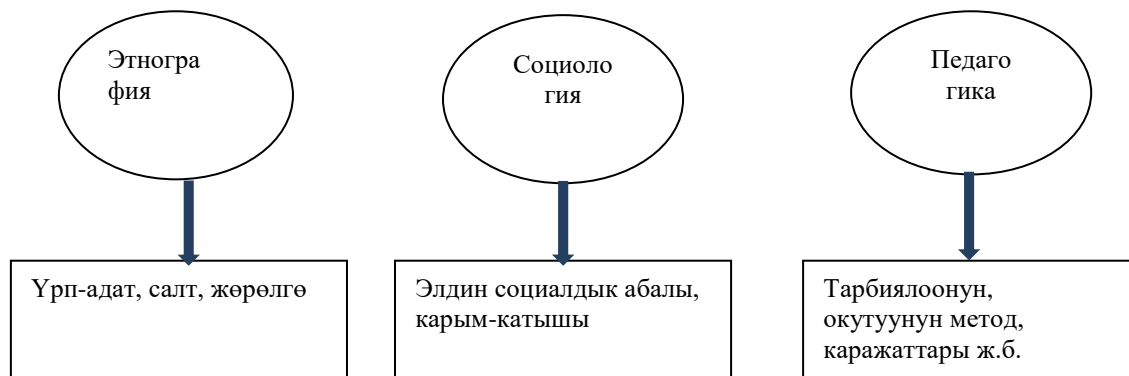 Этногра
фия
Социоло
гия
Педаго
гика
Үрп-адат, салт, жөрөлгө
Элдин социалдык абалы,
карым-катышы
Тарбиялоонун,
окутуунун метод,
каражаттары ж.б.